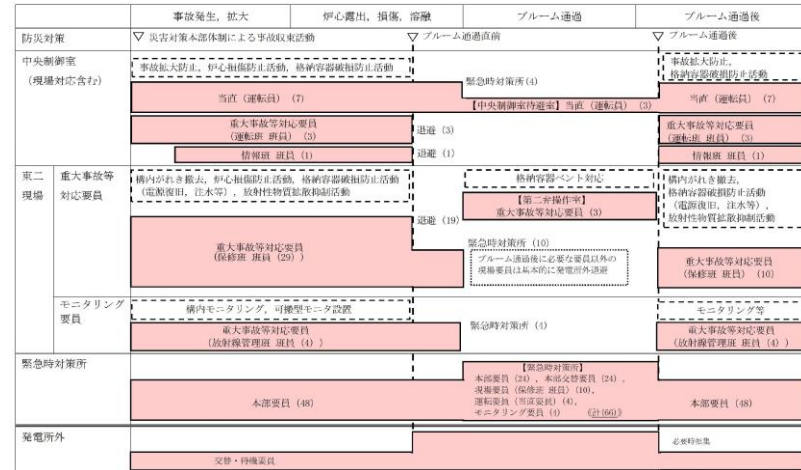 事故発生，拡大
炉心露出，損傷，溶融
プルーム通過
プルーム通過後
防災対策
▽ 災害対策本部体制による事故収束活動
▽ プルーム通過直前
▽ プルーム通過後
中央制御室
（現場対応含む）
事故拡大防止，炉心損傷防止活動，格納容器破損防止活動
緊急時対策所(4)
事故拡大防止，
格納容器破損防止活動
当直（運転員）(7)
【中央制御室待避室】当直（運転員）(3)
当直（運転員）(7)
重大事故等対応要員
（運転班 班員）(3)
退避（3）
重大事故等対応要員
（運転班 班員）(3)
情報班 班員(1)
退避（1）
情報班 班員(1)
東二
現場
重大事故等
対応要員
構内がれき撤去，炉心損傷防止活動，格納容器破損防止活動
（電源復旧，注水等），放射性物質拡散抑制活動
格納容器ベント対応
構内がれき撤去，
格納容器破損防止活動
（電源復旧，注水等），
放射性物質拡散抑制活動
【第二弁操作室】
重大事故等対応要員(3)
退避（19）
重大事故等対応要員
（保修班 班員（29））
緊急時対策所（10）
プルーム通過後に必要な要員以外の
現場要員は基本的に発電所外退避
重大事故等対応要員
（保修班 班員）(10)
モニタリング
要員
構内モニタリング，可搬型モニタ設置
モニタリング等
重大事故等対応要員
（放射線管理班 班員（4））
緊急時対策所（4）
重大事故等対応要員
（放射線管理班 班員（4））
緊急時対策所
【緊急時対策所】
本部要員（24），本部交替要員（24），
現場要員（保修班 班員）(10)，
運転要員（当直要員）(4)，
モニタリング要員（4） （計(66)）
本部要員（48）
本部要員（48）
発電所外
必要時招集
交替・待機要員